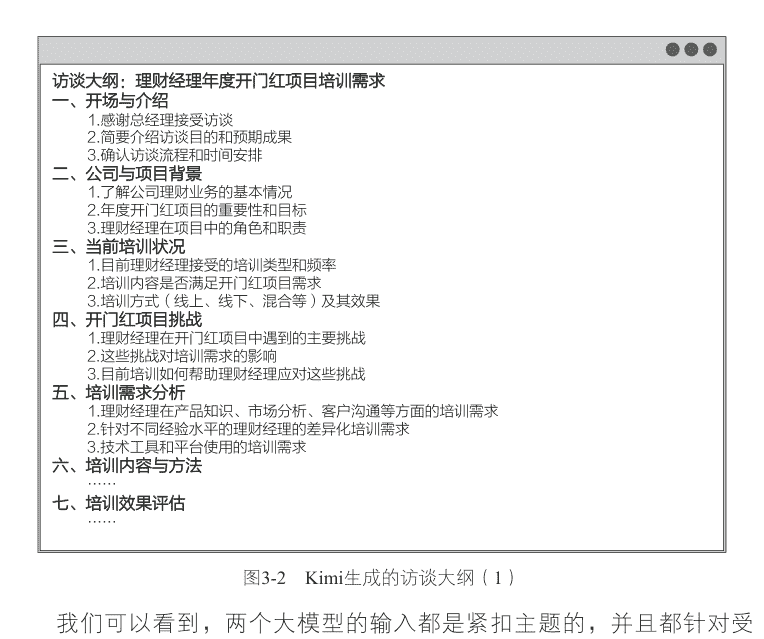 访谈大纲：理财经理年度开门红项目培训需求
一、开场与介绍
1.感谢总经理接受访谈
2.简要介绍访谈目的和预期成果
3.确认访谈流程和时间安排
二、公司与项目背景
1.了解公司理财业务的基本情况
2.年度开门红项目的重要性和目标
3.理财经理在项目中的角色和职责
三、当前培训状况
1.目前理财经理接受的培训类型和频率
2.培训内容是否满足开门红项目需求
3.培训方式（线上、线下、混合等）及其效果
四、开门红项目挑战
1.理财经理在开门红项目中遇到的主要挑战
2.这些挑战对培训需求的影响
3.目前培训如何帮助理财经理应对这些挑战
五、培训需求分析
1.理财经理在产品知识、市场分析、客户沟通等方面的培训需求
2.针对不同经验水平的理财经理的差异化培训需求
3.技术工具和平台使用的培训需求
六、培训内容与方法
……
七、培训效果评估
……
图3-2 Kimi生成的访谈大纲（1）
我们可以看到，两个大模型的输入都是紧扣主题的，并且都针对受